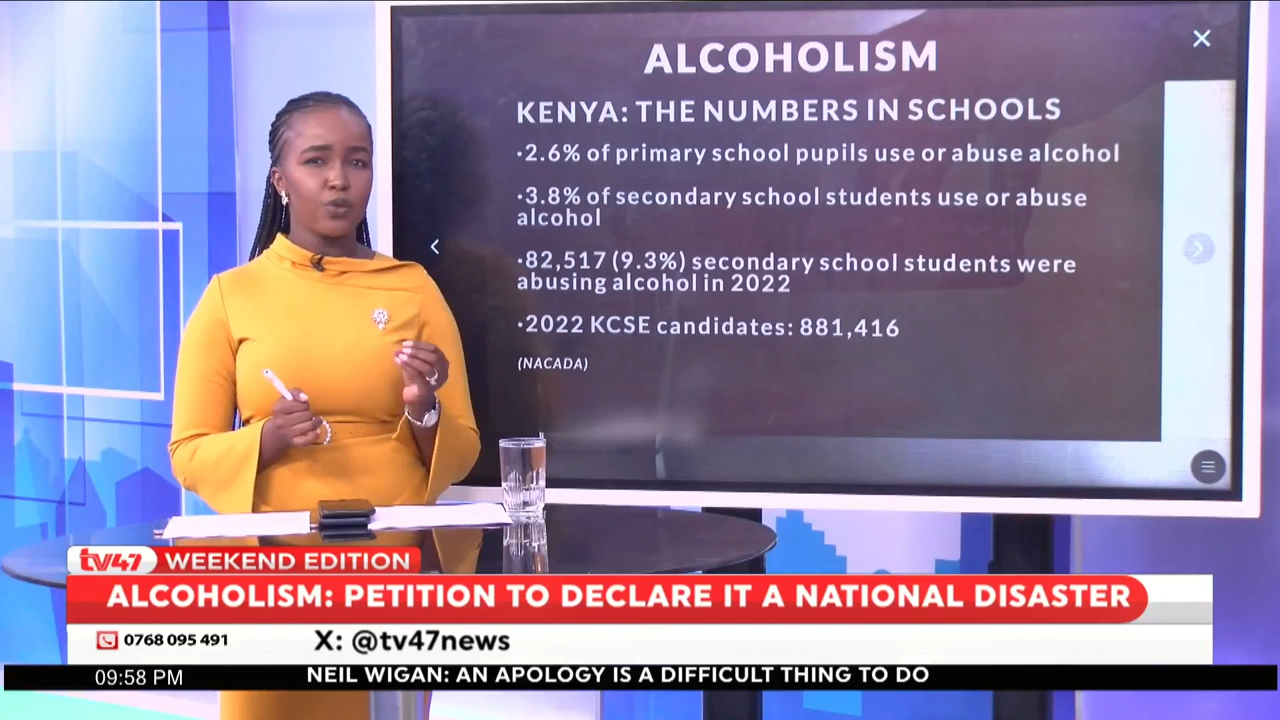 ALCOHOLISM
KENYA: THE NUMBERS IN SCHOOLS
·2.6% of primary school pupils use or abuse alcohol
·3.8% of secondary school students use or abuse
alcohol
·82,517 (9.3%) secondary school students were
abusing alcohol in 2022
·2022 KCSE candidates: 881,416
(NACADA)
tv47 WEEKEND EDITION
ALCOHOLISM: PETITION TO DECLARE IT A NATIONAL DISASTER
0768 095 491 X: @tv47news
09:58 PM NEIL WIGAN: AN APOLOGY IS A DIFFICULT THING TO DO